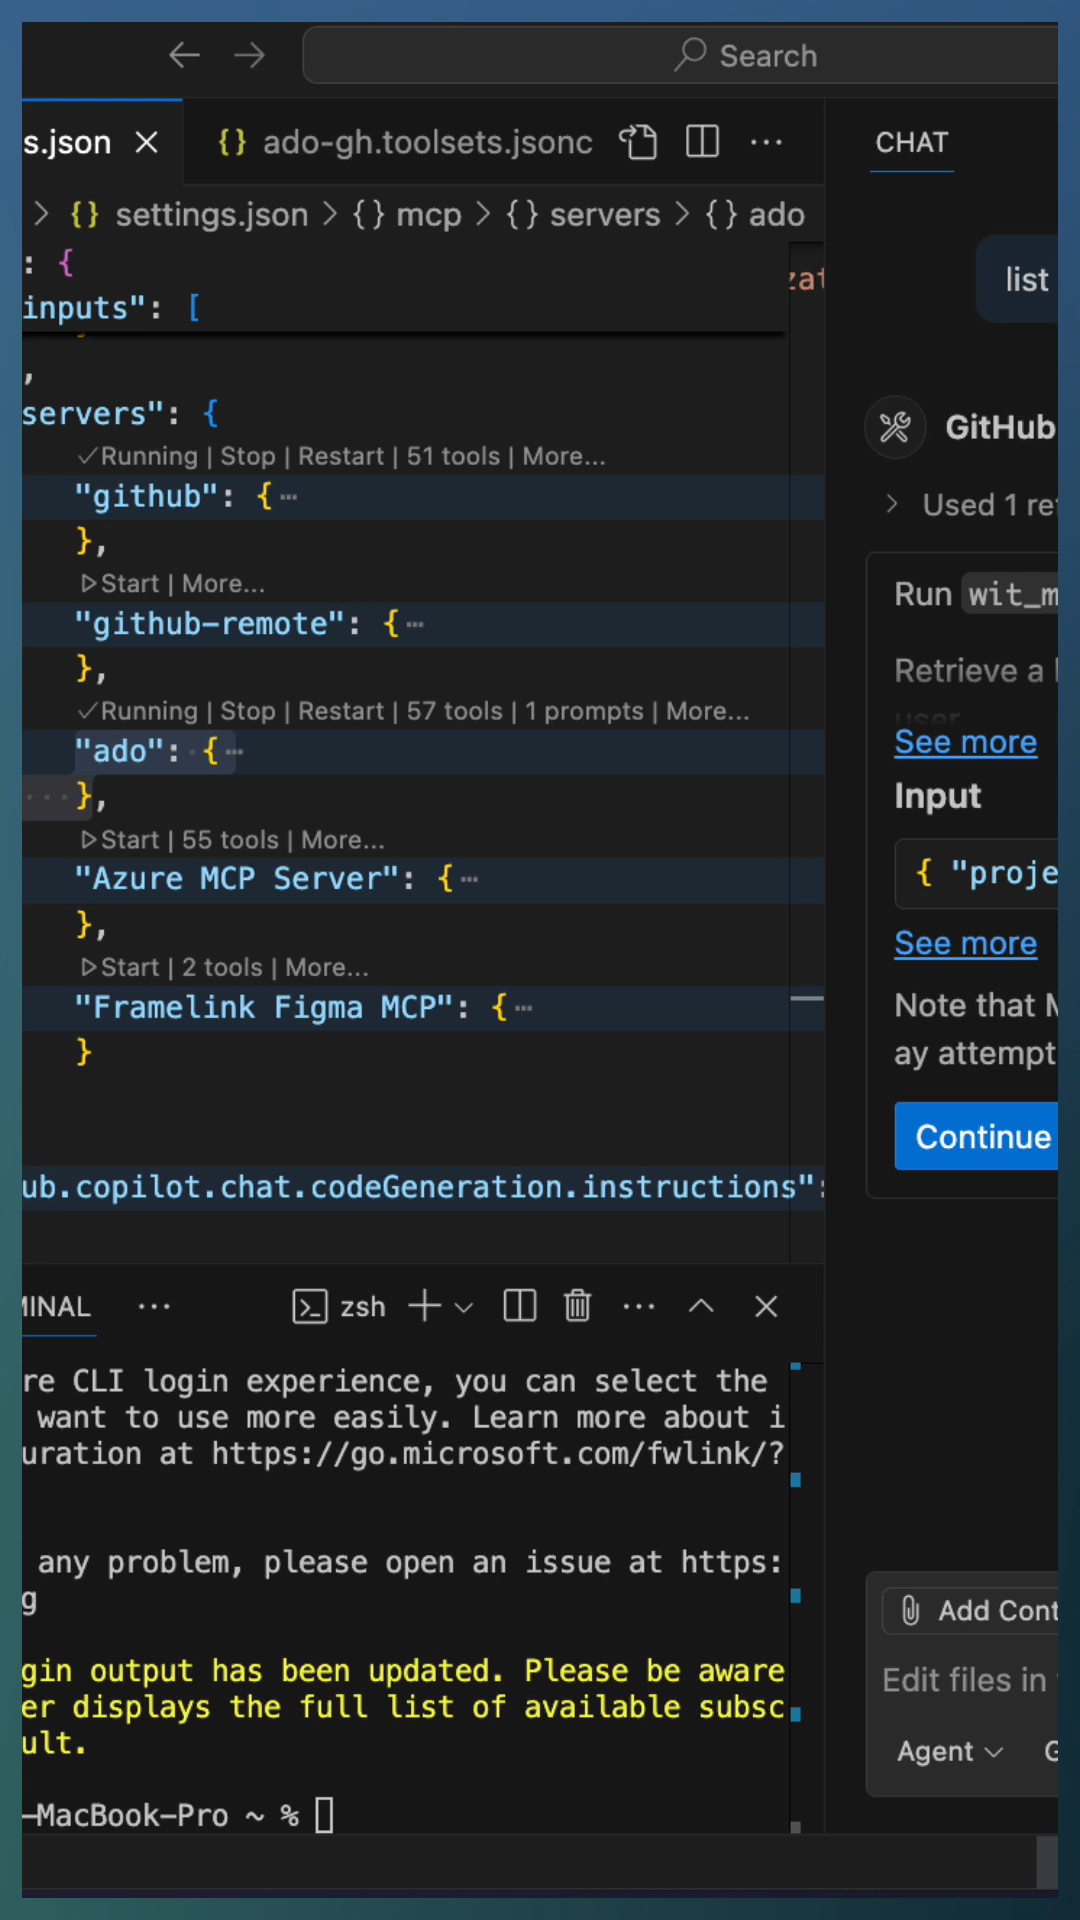 Search
s.json
{} ado-gh.toolsets.jsonc
> {} settings.json > {} mcp > {} servers > {} ado
: {
inputs": [
zat
,
servers": {
✓Running | Stop | Restart | 51 tools | More...
"github": {
},
▷Start | More...
"github-remote": {
},
✓Running | Stop | Restart | 57 tools | 1 prompts | More...
"ado": {
},
▷Start | 55 tools | More...
"Azure MCP Server": {
},
▷Start | 2 tools | More...
"Framelink Figma MCP": {
}
ub.copilot.chat.codeGeneration.instructions":
MINAL
zsh
re CLI login experience, you can select the
want to use more easily. Learn more about i
uration at https://go.microsoft.com/fwlink/?
any problem, please open an issue at https:
g
gin output has been updated. Please be aware
er displays the full list of available subsc
ult.
-MacBook-Pro ~ %
CHAT
list
GitHub
> Used 1 re
Run wit_m
Retrieve a
user
See more
Input
{ "proje
See more
Note that M
ay attempt
Continue
Add Cont
Edit files in
Agent
G